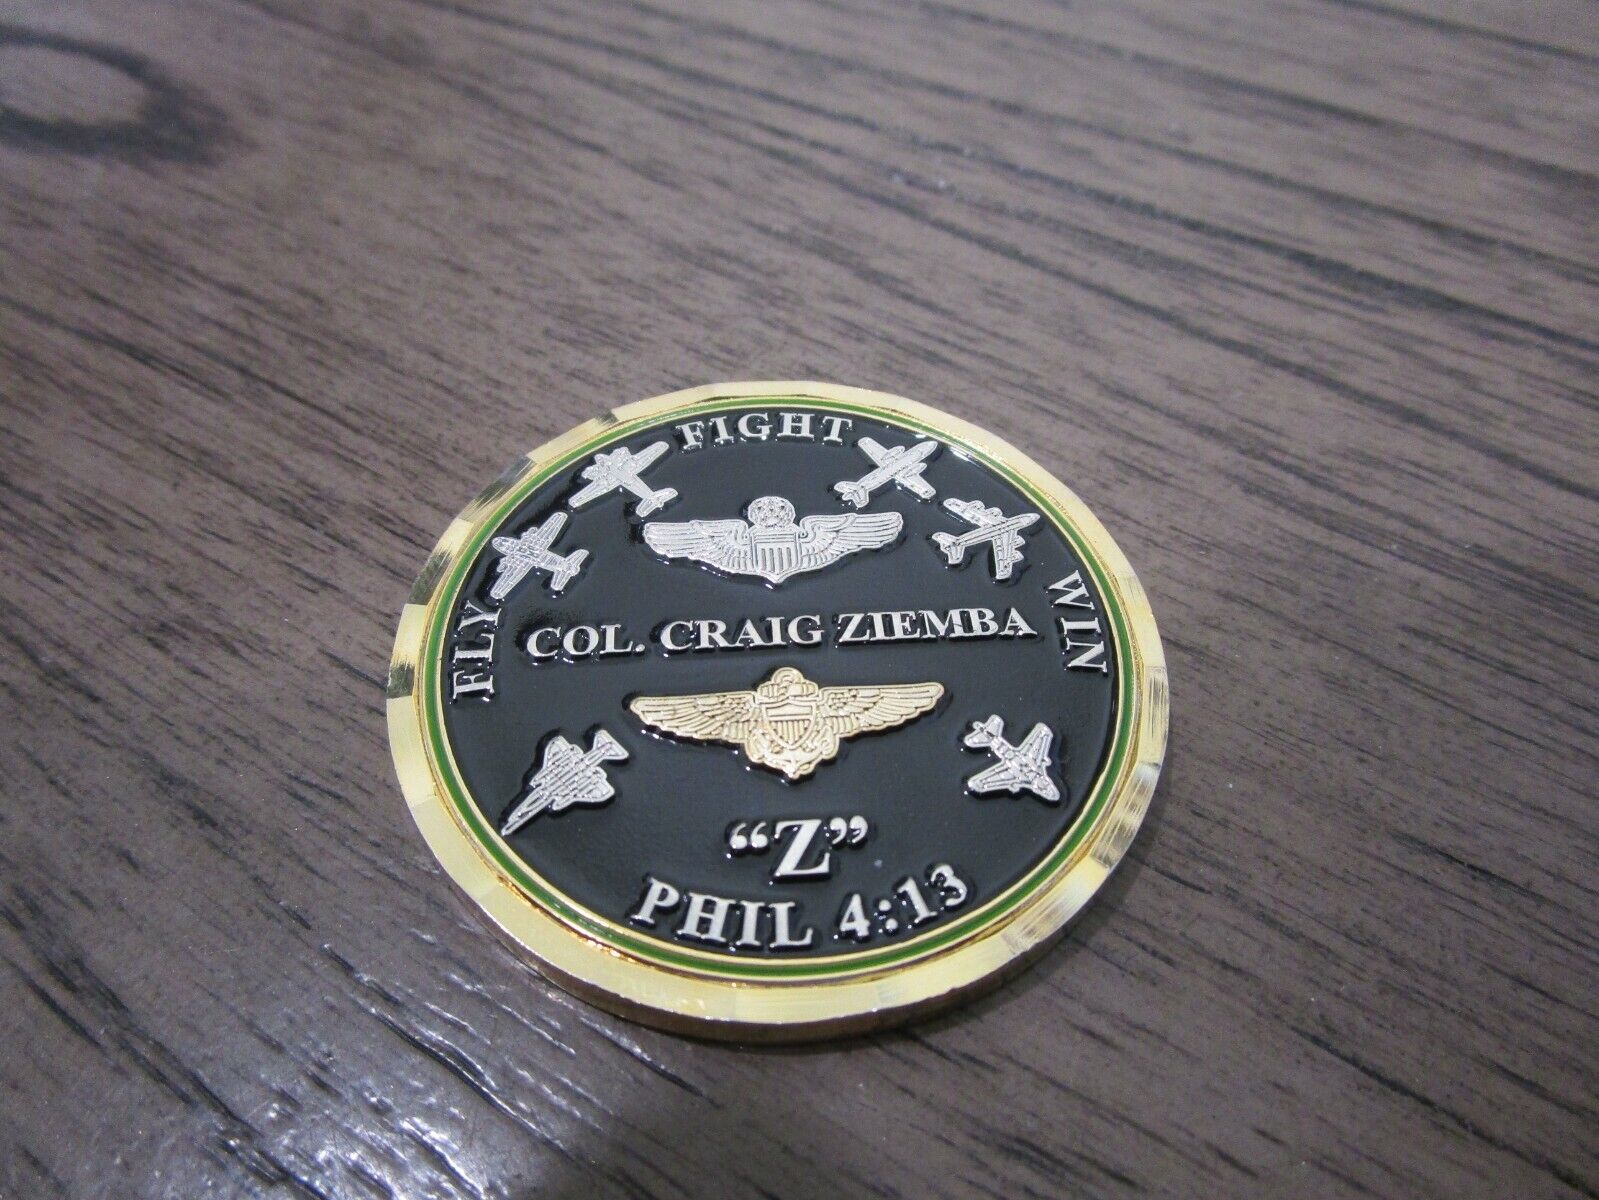 FLY FIGHT WIN
COL. CRAIG ZIEMBA
“Z”
PHIL 4:13